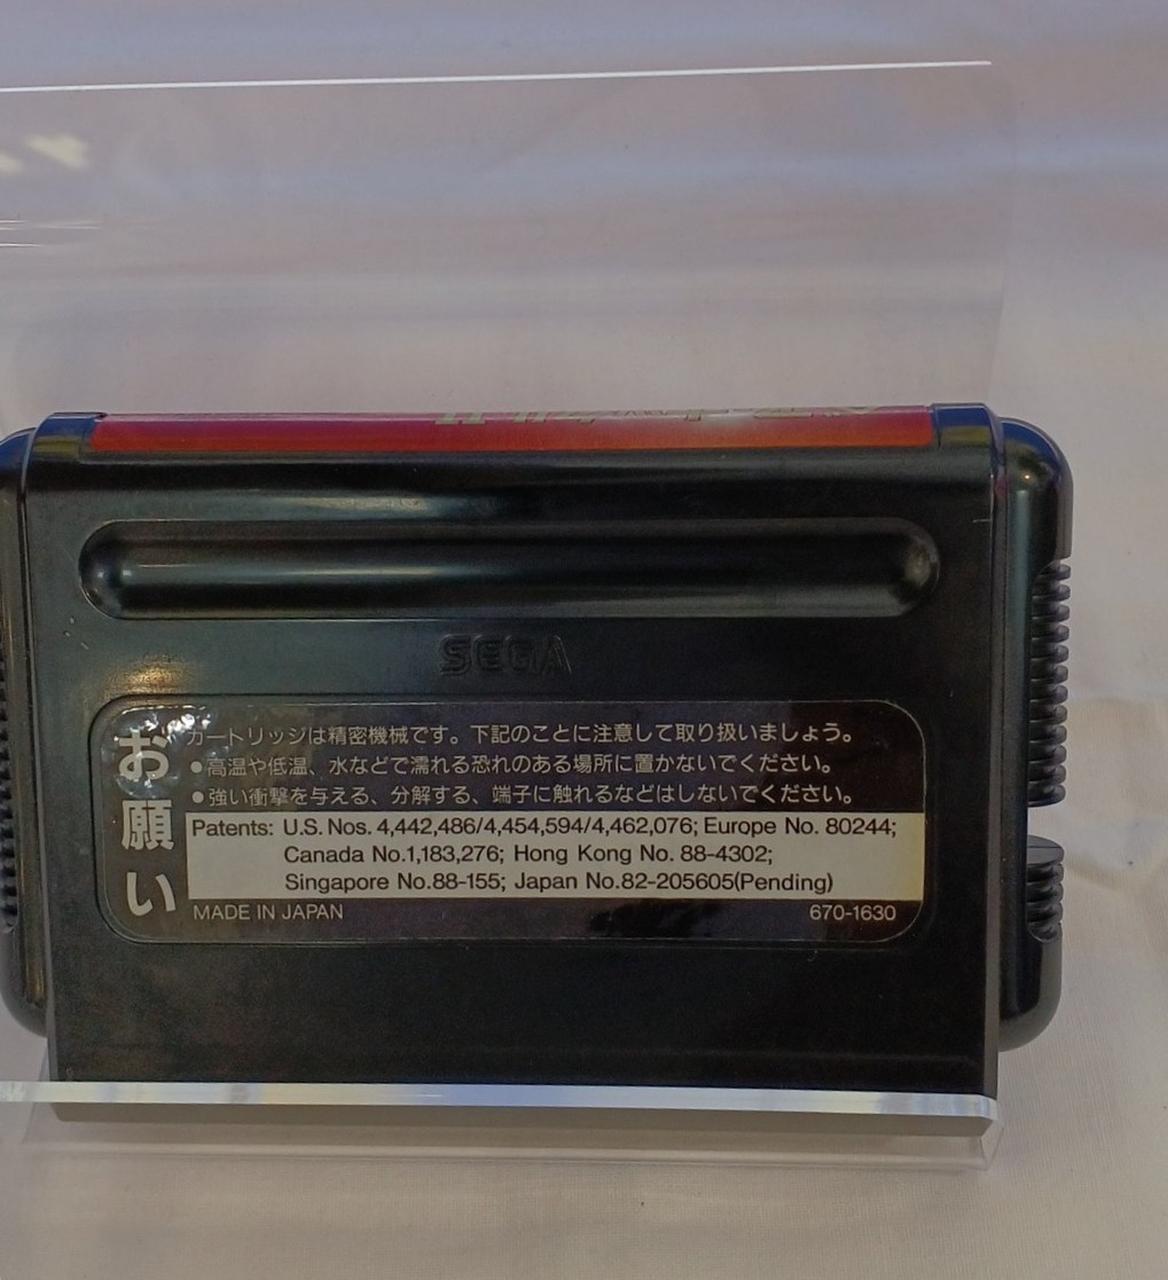 SEGA
お願い
カートリッジは精密機械です。下記のことに注意して取り扱いましょう。
●高温や低温、水などで濡れる恐れのある場所に置かないでください。
●強い衝撃を与える、分解する、端子に触れるなどはしないでください。
Patents: U.S. Nos. 4,442,486/4,454,594/4,462,076; Europe No. 80244;
Canada No.1,183,276; Hong Kong No. 88-4302;
Singapore No.88-155; Japan No.82-205605(Pending)
MADE IN JAPAN 670-1630